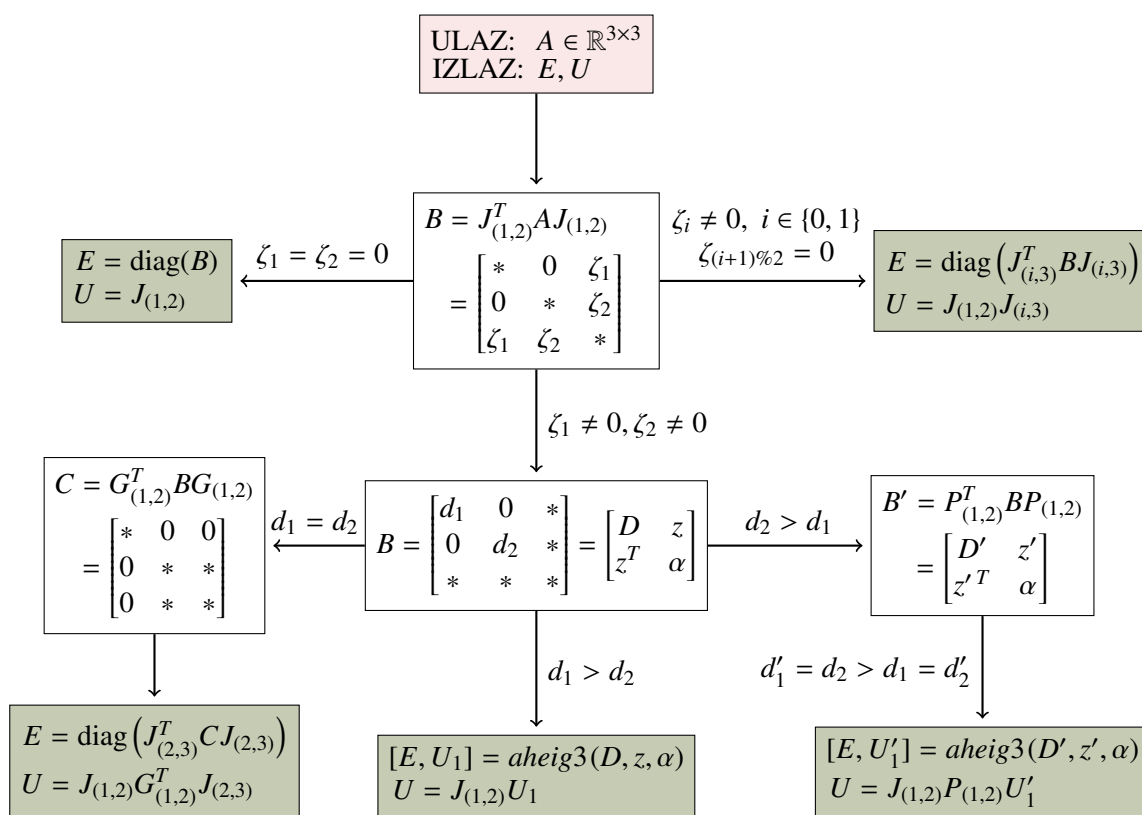 ULAZ: A ∈ ℝ^{3×3}
IZLAZ: E, U
B = J^T_{(1,2)} A J_{(1,2)}
= [∗ 0 ζ_1
0 ∗ ζ_2
ζ_1 ζ_2 ∗]
ζ_1 = ζ_2 = 0
E = diag(B)
U = J_{(1,2)}
ζ_i ≠ 0, i ∈ {0, 1}
ζ_{(i+1)%2} = 0
E = diag(J^T_{(i,3)} B J_{(i,3)})
U = J_{(1,2)} J_{(i,3)}
ζ_1 ≠ 0, ζ_2 ≠ 0
B = [d_1 0 ∗
0 d_2 ∗
∗ ∗ ∗] = [D z
z^T α]
d_1 = d_2
C = G^T_{(1,2)} B G_{(1,2)}
= [∗ 0 0
0 ∗ ∗
0 ∗ ∗]
d_2 > d_1
B′ = P^T_{(1,2)} B P_{(1,2)}
= [D′ z′
z′^T α]
d_1 > d_2
d′_1 = d_2 > d_1 = d′_2
E = diag(J^T_{(2,3)} C J_{(2,3)})
U = J_{(1,2)} G^T_{(1,2)} J_{(2,3)}
[E, U_1] = aheig3(D, z, α)
U = J_{(1,2)} U_1
[E, U′_1] = aheig3(D′, z′, α)
U = J_{(1,2)} P_{(1,2)} U′_1